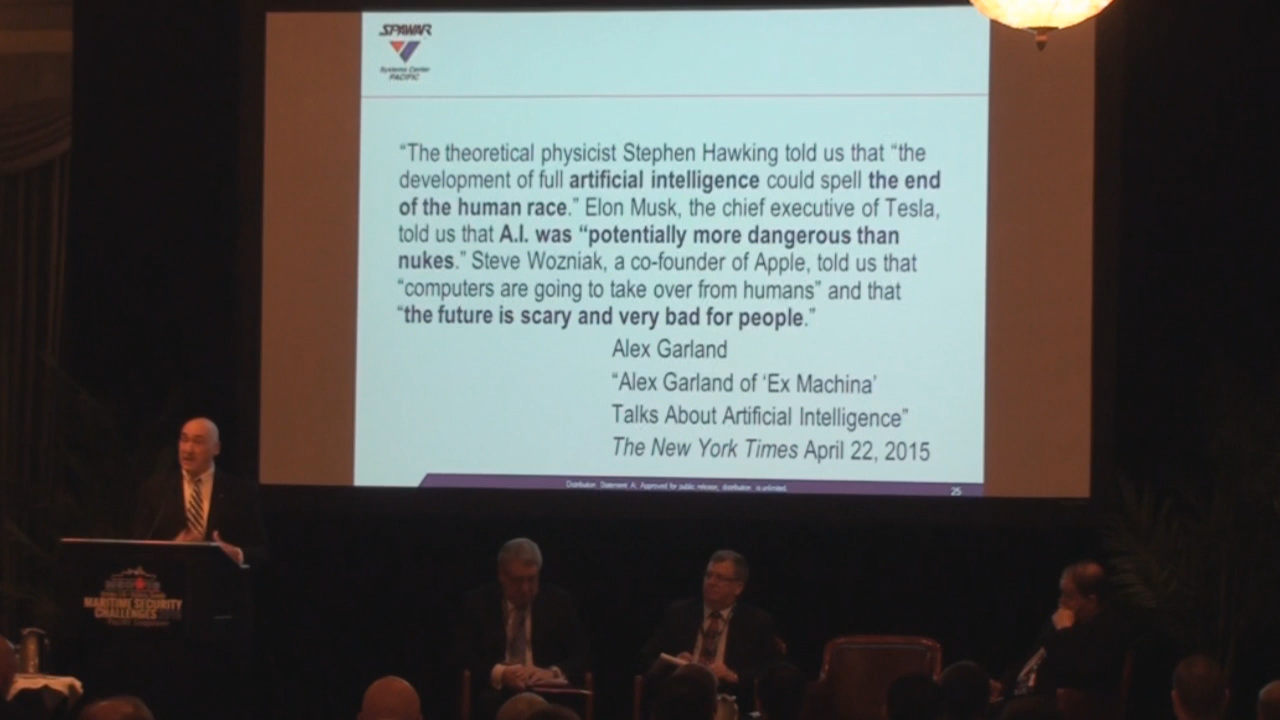 SPAWAR
Systems Center
PACIFIC
“The theoretical physicist Stephen Hawking told us that “the
development of full artificial intelligence could spell the end
of the human race.” Elon Musk, the chief executive of Tesla,
told us that A.I. was “potentially more dangerous than
nukes.” Steve Wozniak, a co-founder of Apple, told us that
“computers are going to take over from humans” and that
“the future is scary and very bad for people.”
Alex Garland
“Alex Garland of ‘Ex Machina’
Talks About Artificial Intelligence”
The New York Times April 22, 2015
Distribution Statement A: Approved for public release; distribution is unlimited.
25
MARITIME SECURITY
CHALLENGES